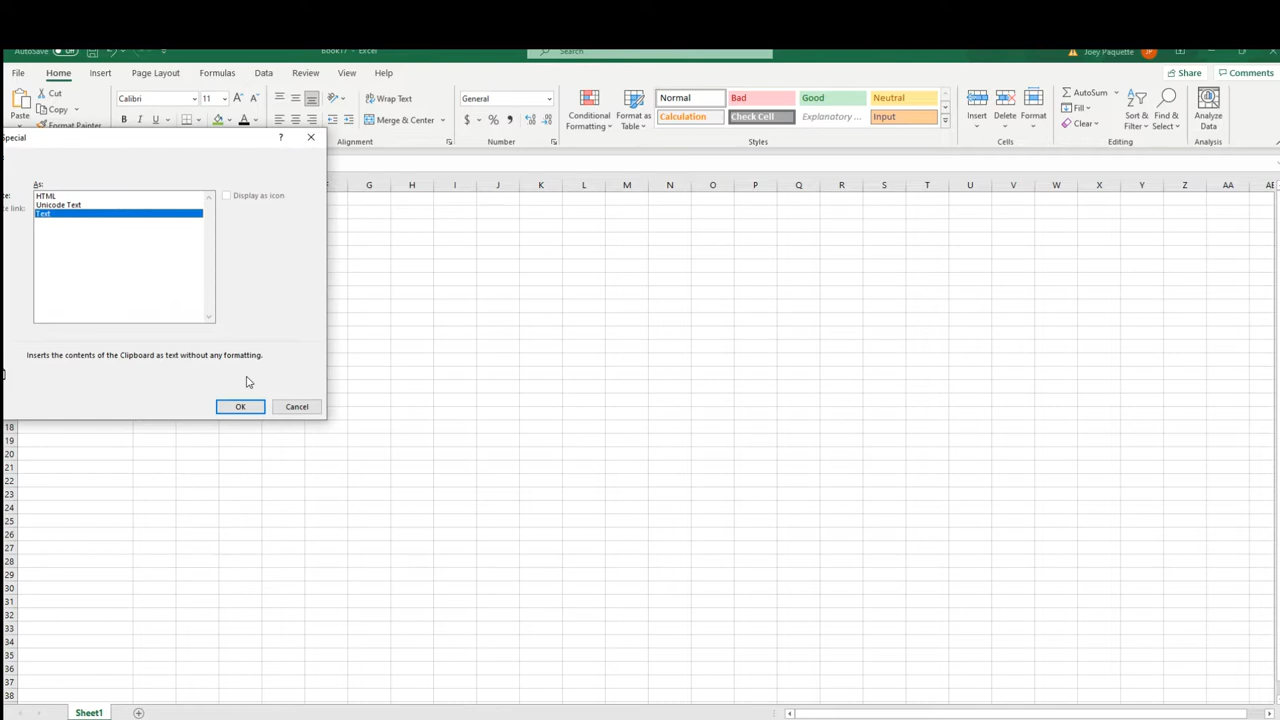 AutoSave Off Book17 - Excel Search Joey Paquette JP
File Home Insert Page Layout Formulas Data Review View Help Share Comments
Cut Calibri 11 A A Wrap Text General Normal Bad Good Neutral AutoSum
Paste Copy Fill
Format Painter B I U A Merge & Center $ % , Conditional Formatting Format as Table Calculation Check Cell Explanatory ... Input Insert Delete Format Clear Sort & Filter Find & Select Analyze Data
Alignment Number Styles Cells Editing Analysis
Special ?
As:
HTML Display as icon
Unicode Text
Text
Inserts the contents of the Clipboard as text without any formatting.
OK Cancel
G H I J K L M N O P Q R S T U V W X Y Z AA
18
19
20
21
22
23
24
25
26
27
28
29
30
31
32
33
34
35
36
37
38
Sheet1